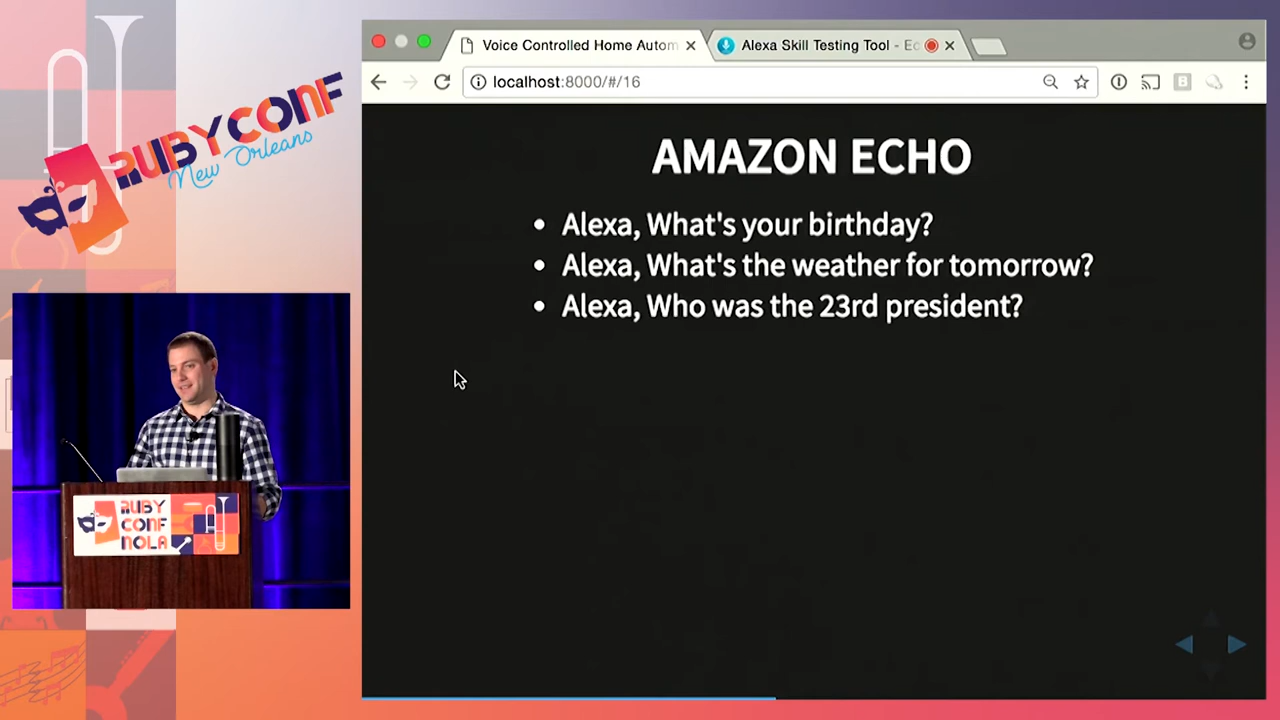 RUBYCONF
New Orleans
RUBY
CONF
NOLA
Voice Controlled Home Autom
Alexa Skill Testing Tool - Ec
localhost:8000/#/16
AMAZON ECHO
• Alexa, What's your birthday?
• Alexa, What's the weather for tomorrow?
• Alexa, Who was the 23rd president?